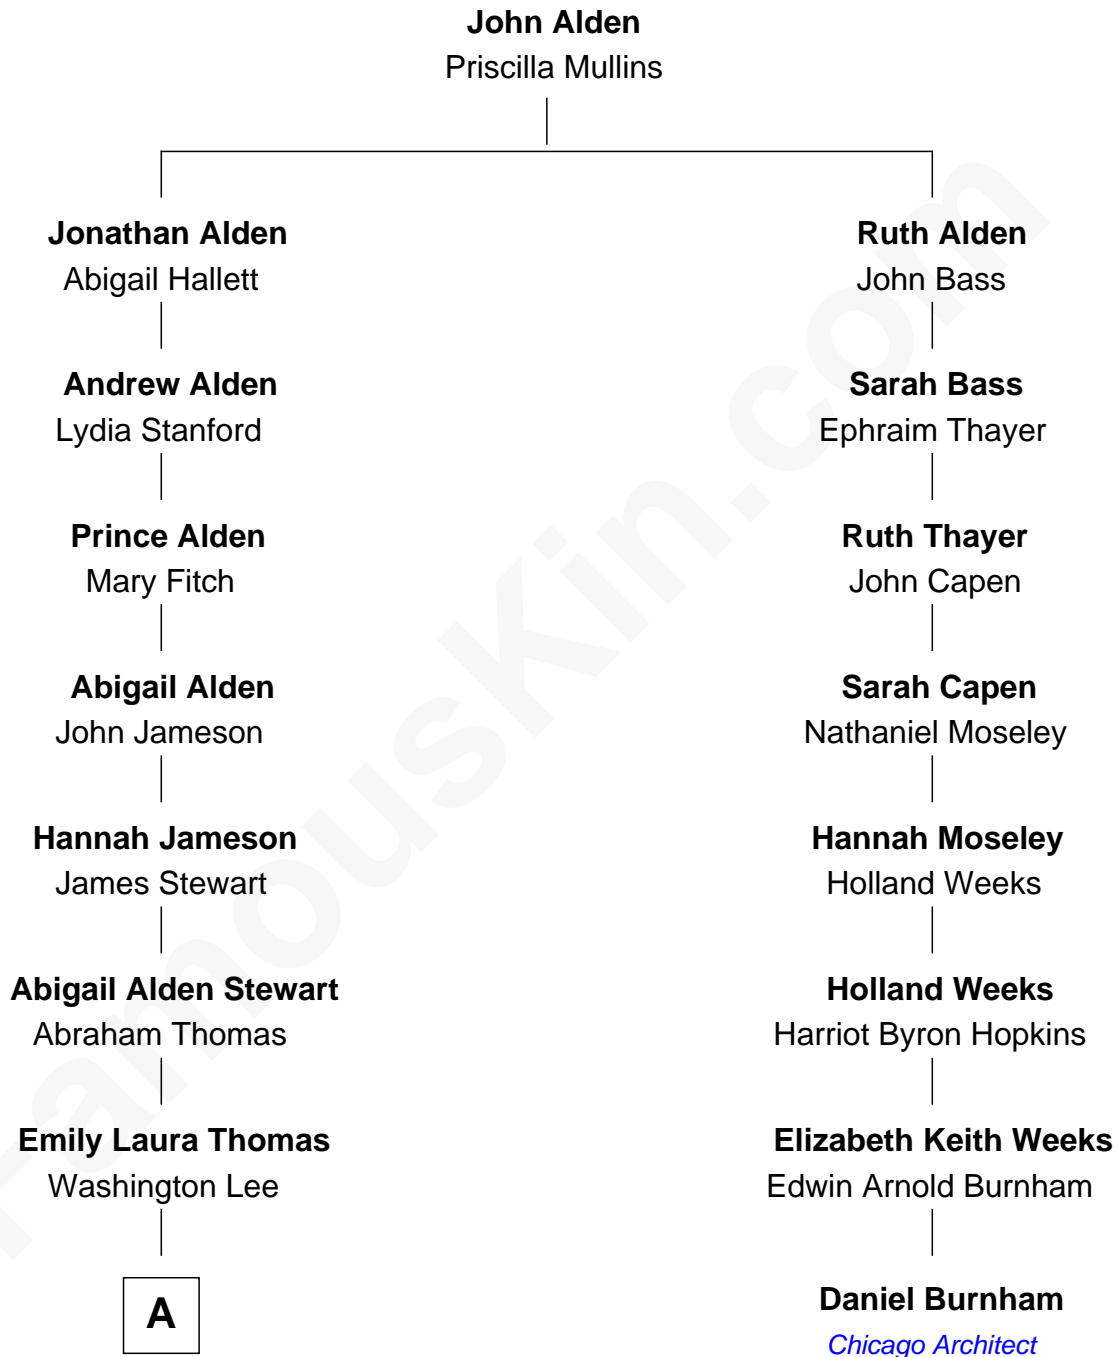 John Alden
Priscilla Mullins
Jonathan Alden
Abigail Hallett
Ruth Alden
John Bass
Andrew Alden
Lydia Stanford
Sarah Bass
Ephraim Thayer
Prince Alden
Mary Fitch
Ruth Thayer
John Capen
Abigail Alden
John Jameson
Sarah Capen
Nathaniel Moseley
Hannah Jameson
James Stewart
Hannah Moseley
Holland Weeks
Abigail Alden Stewart
Abraham Thomas
Holland Weeks
Harriot Byron Hopkins
Emily Laura Thomas
Washington Lee
Elizabeth Keith Weeks
Edwin Arnold Burnham
A
Daniel Burnham
Chicago Architect
FamousKin.com